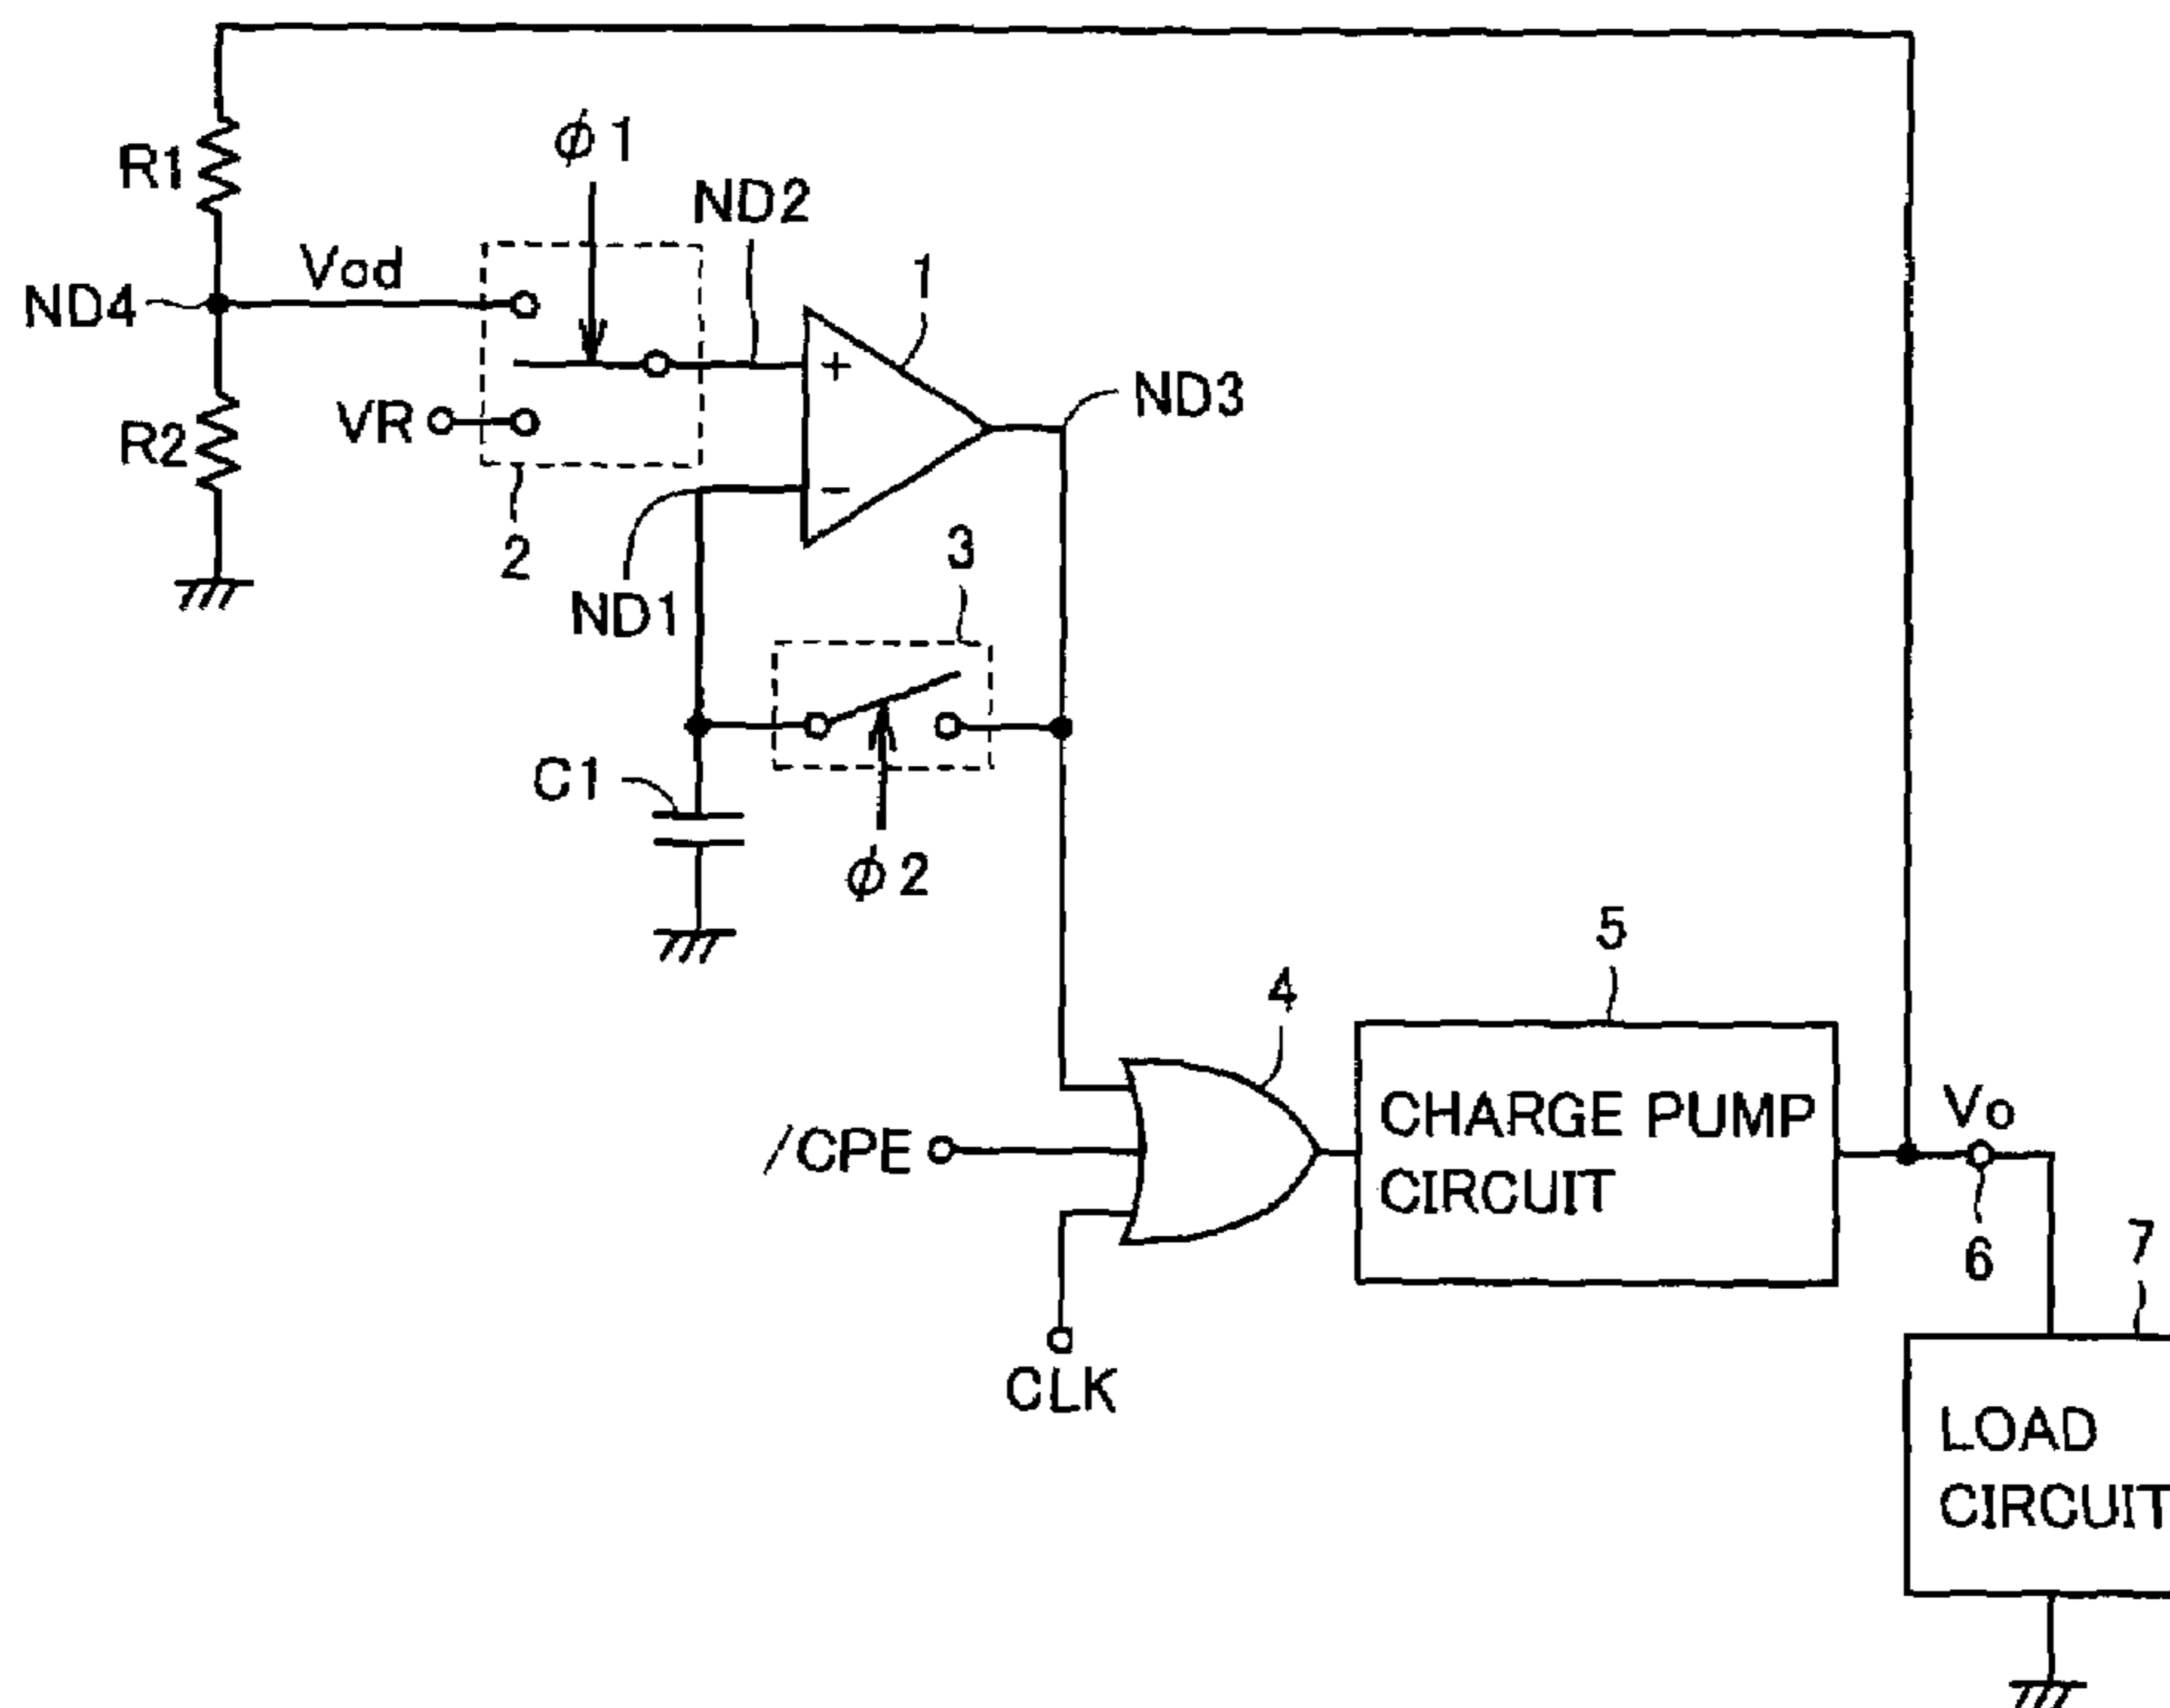 R1
ϕ1
ND2
Vod
ND4
1
+
ND3
VR
R2
−
2
3
ND1
C1
ϕ2
5
4
CHARGE PUMP
CIRCUIT
Vo
/CPE
6
7
CLK
LOAD
CIRCUIT